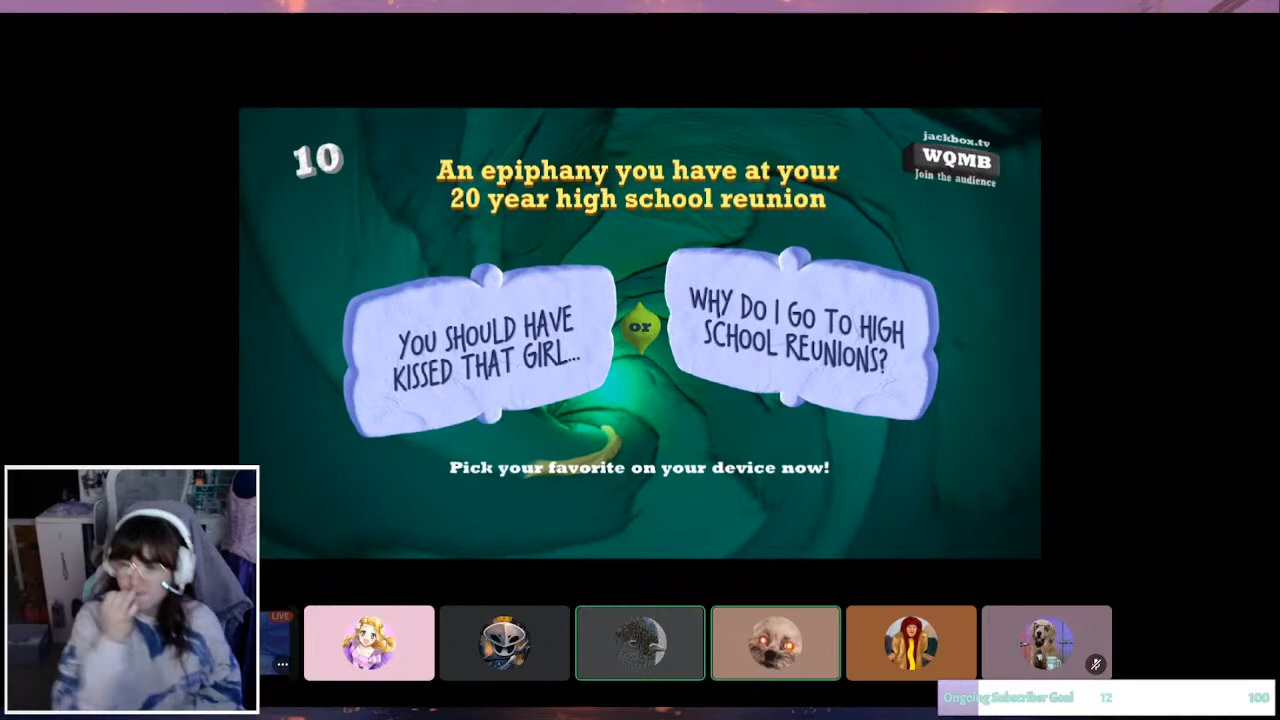 10
An epiphany you have at your
20 year high school reunion
jackbox.tv
WQMB
Join the audience
YOU SHOULD HAVE
KISSED THAT GIRL...
or
WHY DO I GO TO HIGH
SCHOOL REUNIONS?
Pick your favorite on your device now!
LIVE
Ongoing Subscriber Goal 12 100